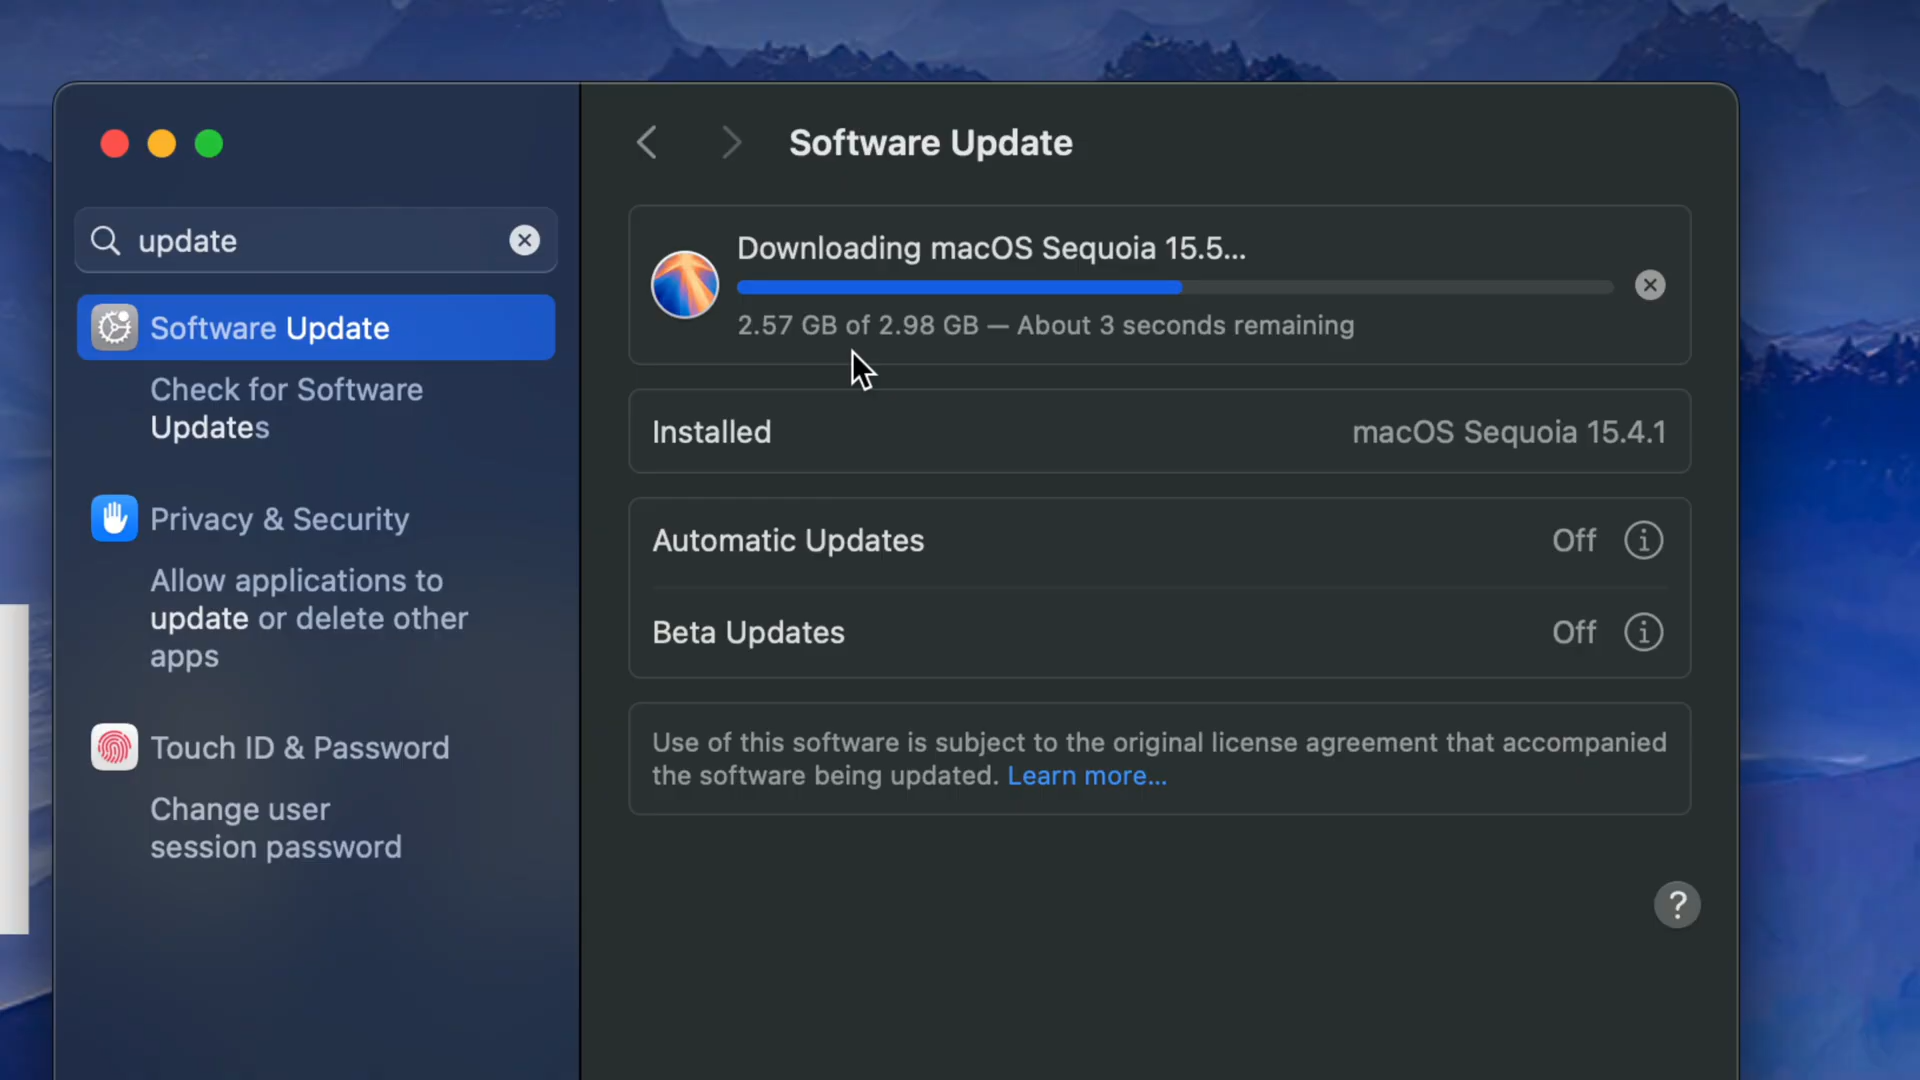 Software Update
update
Downloading macOS Sequoia 15.5...
2.57 GB of 2.98 GB — About 3 seconds remaining
Software Update
Check for Software
Updates
Installed
macOS Sequoia 15.4.1
Privacy & Security
Allow applications to
update or delete other
apps
Automatic Updates
Off
Beta Updates
Off
Touch ID & Password
Change user
session password
Use of this software is subject to the original license agreement that accompanied
the software being updated. Learn more...
?